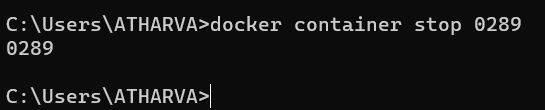 C:\Users\ATHARVA>docker container stop 0289
0289
C:\Users\ATHARVA>